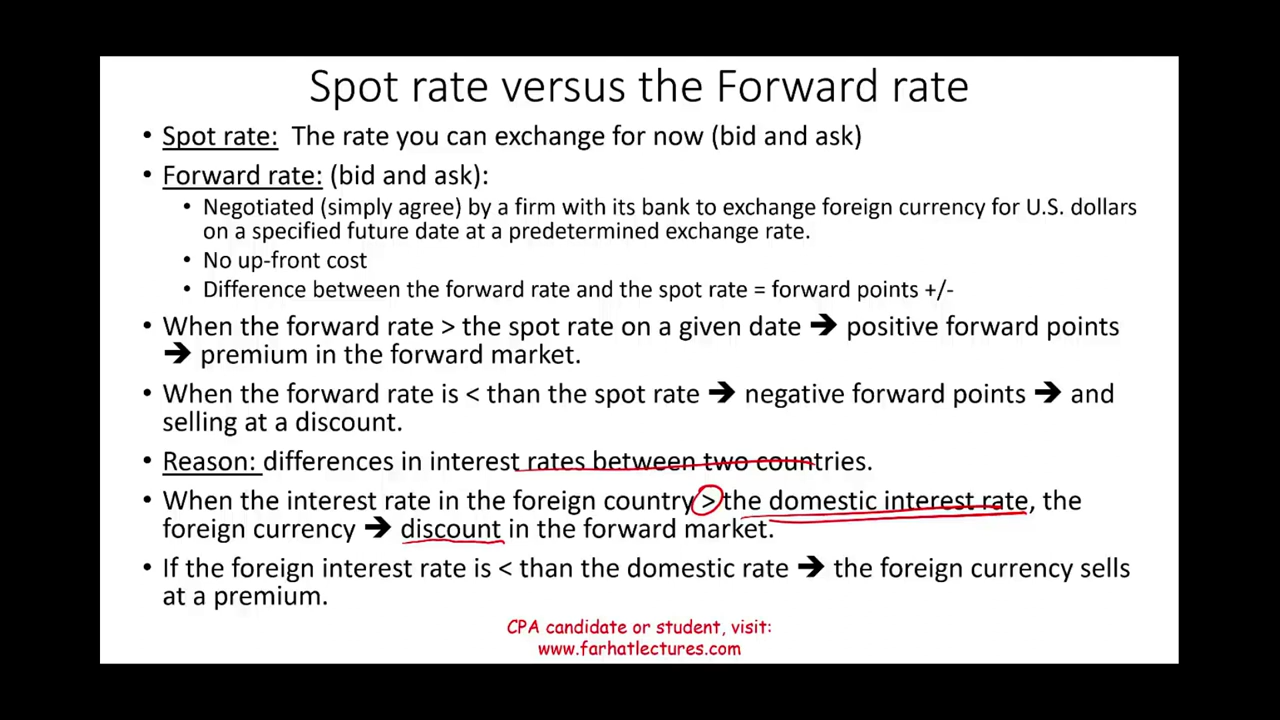 Spot rate versus the Forward rate
• Spot rate: The rate you can exchange for now (bid and ask)
• Forward rate: (bid and ask):
• Negotiated (simply agree) by a firm with its bank to exchange foreign currency for U.S. dollars
on a specified future date at a predetermined exchange rate.
• No up-front cost
• Difference between the forward rate and the spot rate = forward points +/-
• When the forward rate > the spot rate on a given date ➔ positive forward points
➔ premium in the forward market.
• When the forward rate is < than the spot rate ➔ negative forward points ➔ and
selling at a discount.
• Reason: differences in interest rates between two countries.
• When the interest rate in the foreign country > the domestic interest rate, the
foreign currency ➔ discount in the forward market.
• If the foreign interest rate is < than the domestic rate ➔ the foreign currency sells
at a premium.
CPA candidate or student, visit:
www.farhatlectures.com